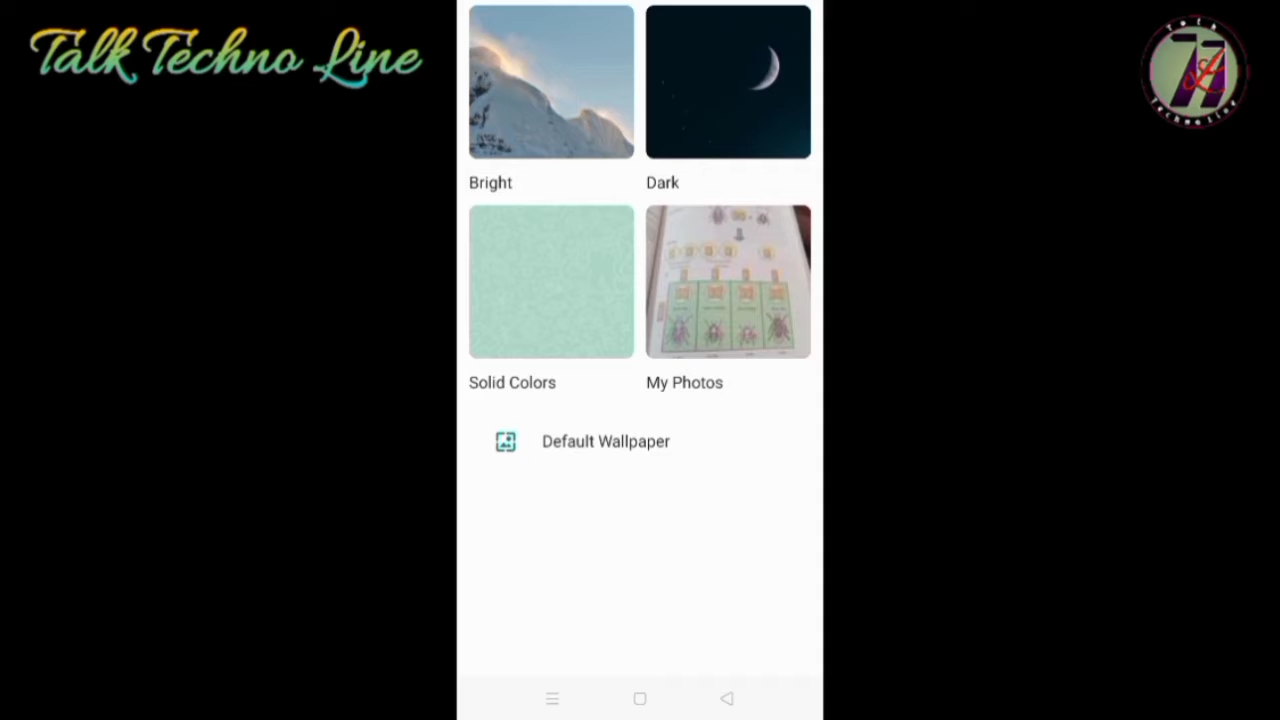 Talk Techno Line
Bright
Dark
Solid Colors
My Photos
Default Wallpaper